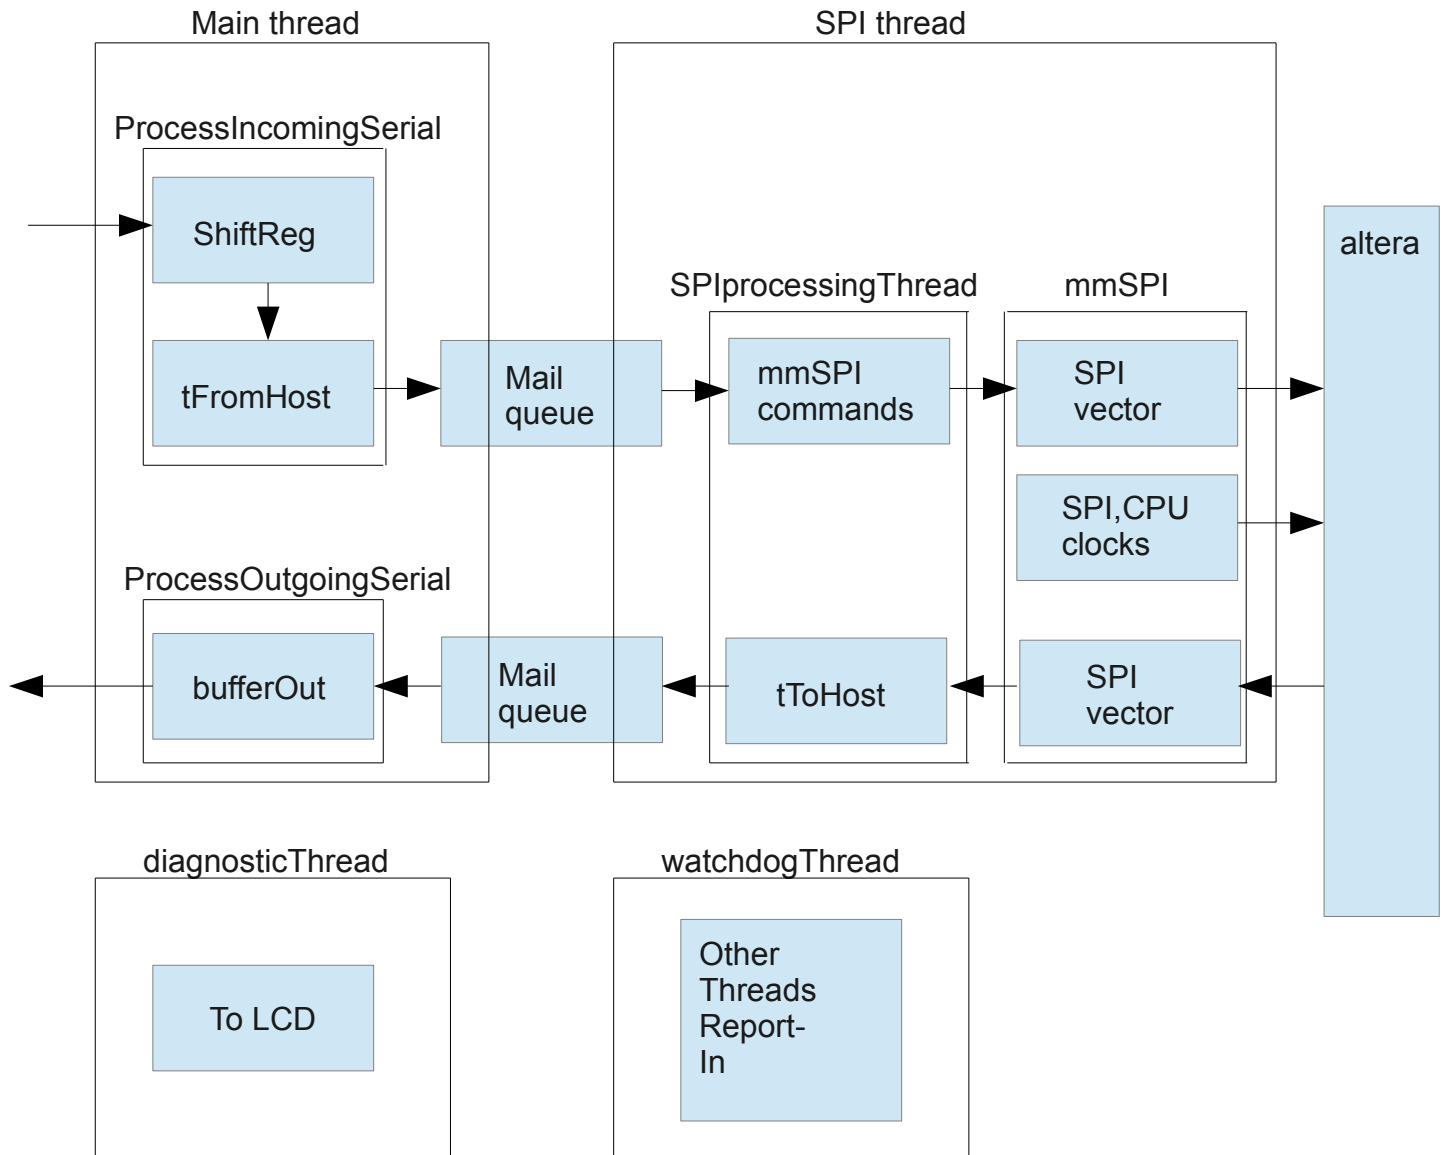 Main thread
SPI thread
ProcessIncomingSerial
ShiftReg
altera
SPIprocessingThread
mmSPI
tFromHost
Mail
queue
mmSPI
commands
SPI
vector
SPI,CPU
clocks
ProcessOutgoingSerial
bufferOut
Mail
queue
tToHost
SPI
vector
diagnosticThread
watchdogThread
To LCD
Other
Threads
Report-
In